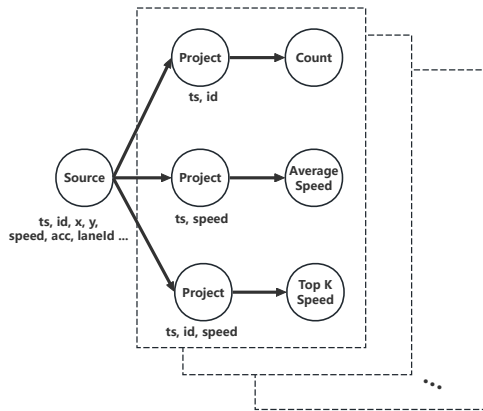 Project
Count
ts, id
Source
Project
Average
Speed
ts, id, x, y,
speed, acc, laneId ...
ts, speed
Project
Top K
Speed
ts, id, speed
...